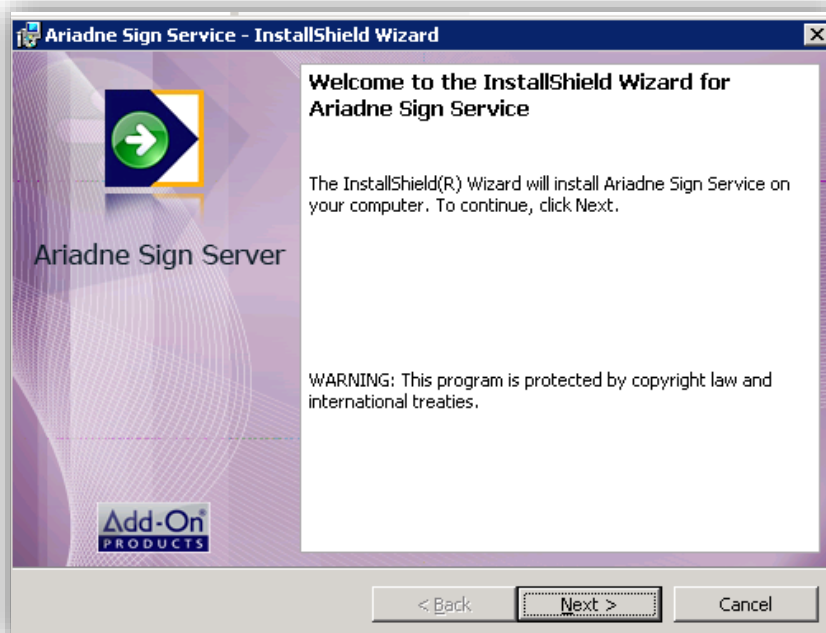 Ariadne Sign Service - InstallShield Wizard
Welcome to the InstallShield Wizard for
Ariadne Sign Service
The InstallShield(R) Wizard will install Ariadne Sign Service on
your computer. To continue, click Next.
Ariadne Sign Server
WARNING: This program is protected by copyright law and
international treaties.
Add-On®
PRODUCTS
< Back
Next >
Cancel